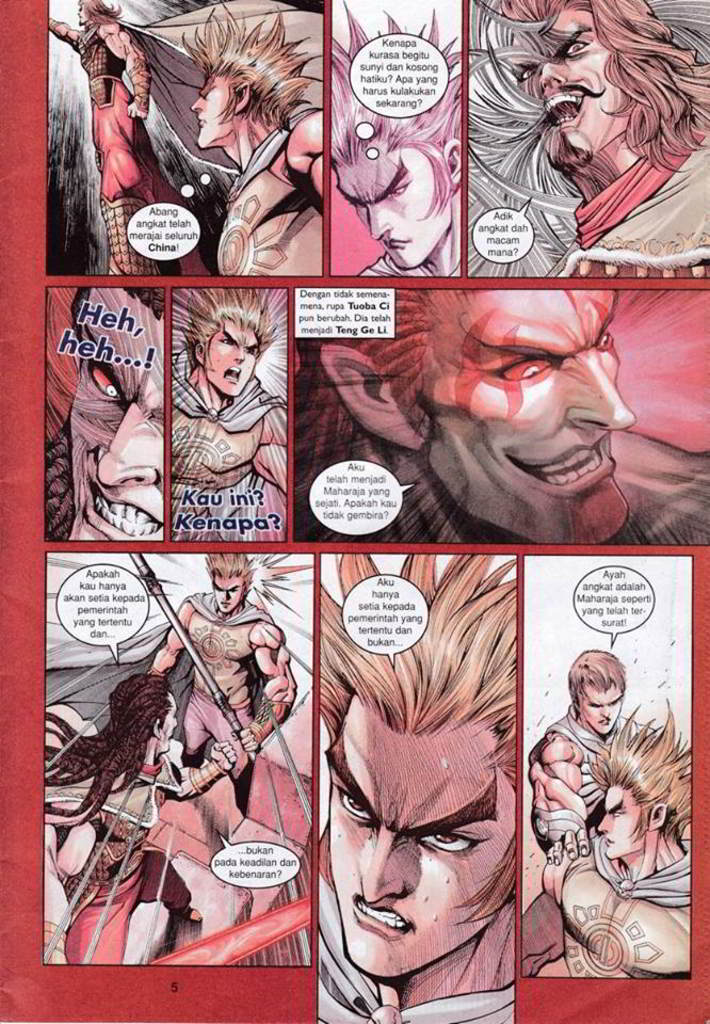 Abang
angkat telah
merajai seluruh
China!
Kenapa
kurasa begitu
sunyi dan kosong
hatiku? Apa yang
harus kulakukan
sekarang?
Adik
angkat dah
macam
mana?
Heh,
heh...!
Kau ini?
Kenapa?
Dengan tidak semena-
mena, rupa Tuoba Ci
pun berubah. Dia telah
menjadi Teng Ge Li.
Aku
telah menjadi
Maharaja yang
sejati. Apakah kau
tidak gembira?
Apakah
kau hanya
akan setia kepada
pemerintah
yang tertentu
dan...
...bukan
pada keadilan dan
kebenaran?
Aku
hanya
setia kepada
pemerintah yang
tertentu dan
bukan...
Ayah
angkat adalah
Maharaja seperti
yang telah ter-
surat!
5